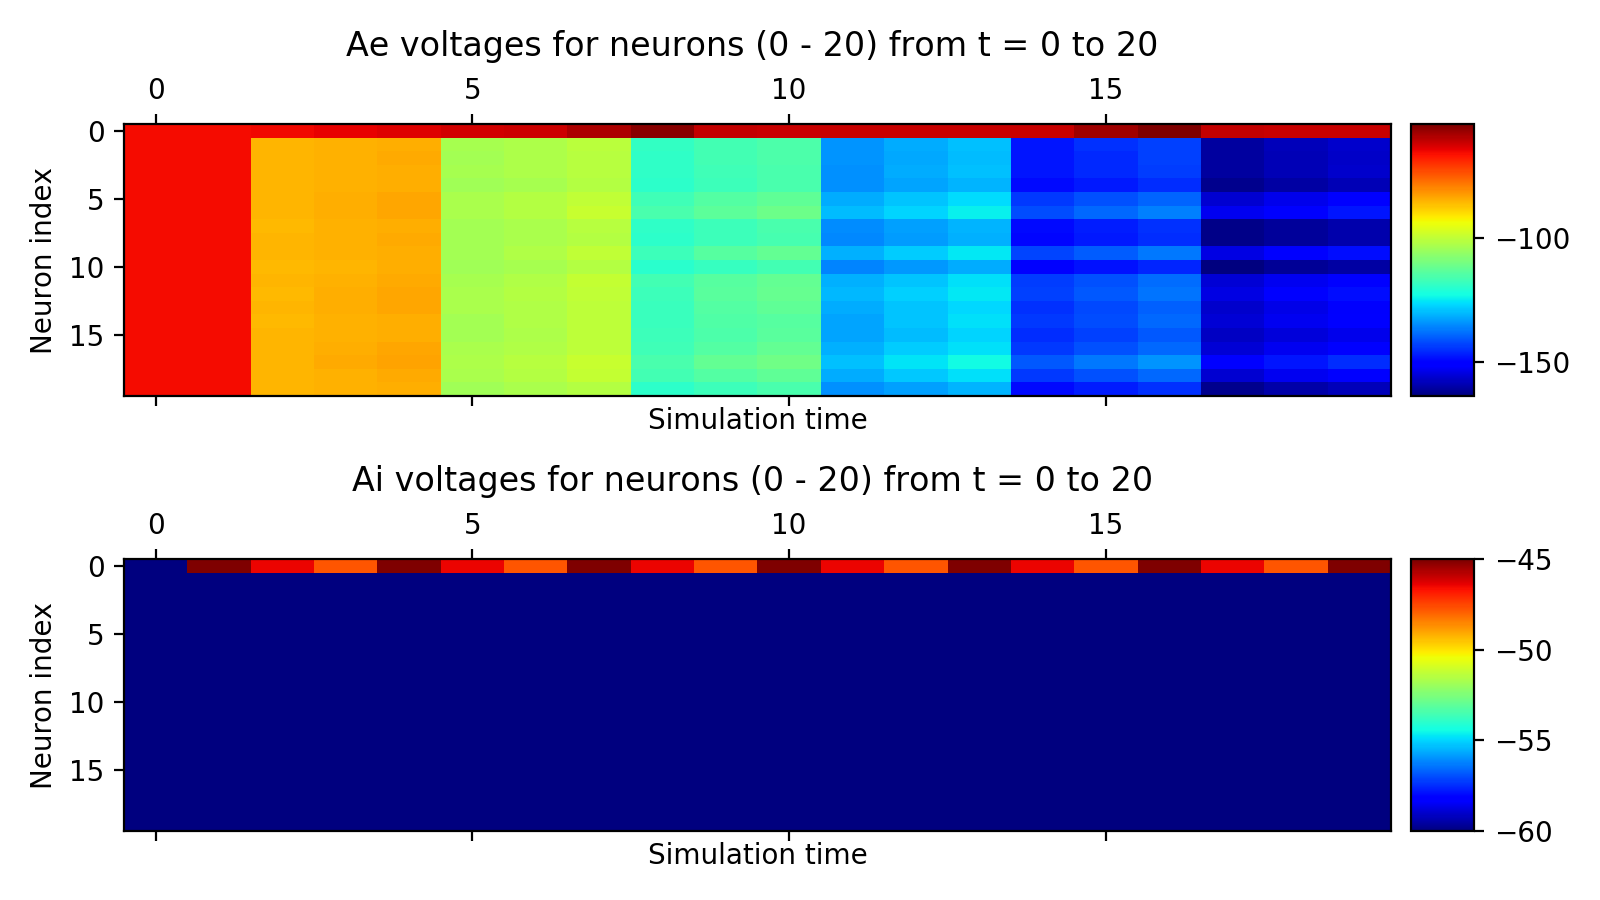 Ae voltages for neurons (0 - 20) from t = 0 to 20
0 5 10 15
0
5
10
15
Neuron index
Simulation time
−100
−150
Ai voltages for neurons (0 - 20) from t = 0 to 20
0 5 10 15
0
5
10
15
Neuron index
Simulation time
−45
−50
−55
−60